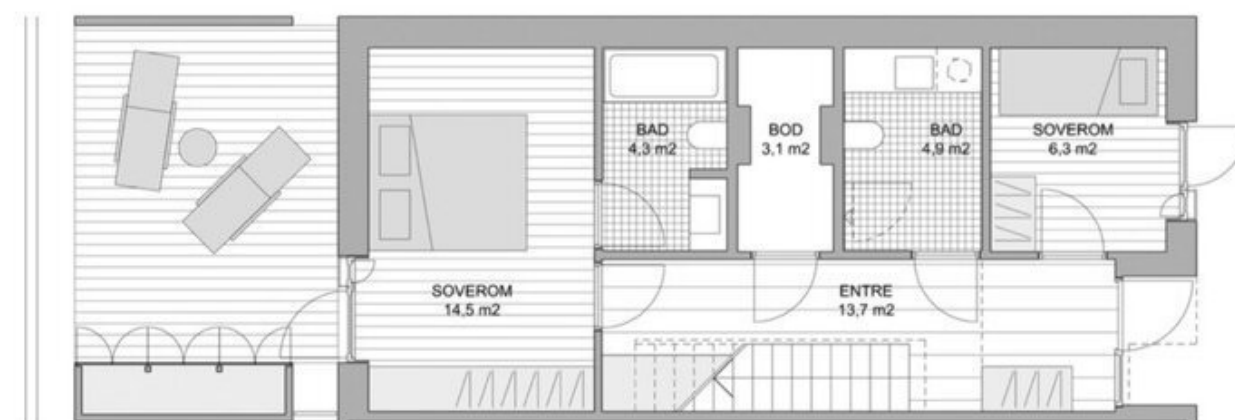 BAD
4,3 m2
BOD
3,1 m2
BAD
4,9 m2
SOVEROM
6,3 m2
SOVEROM
14,5 m2
ENTRE
13,7 m2